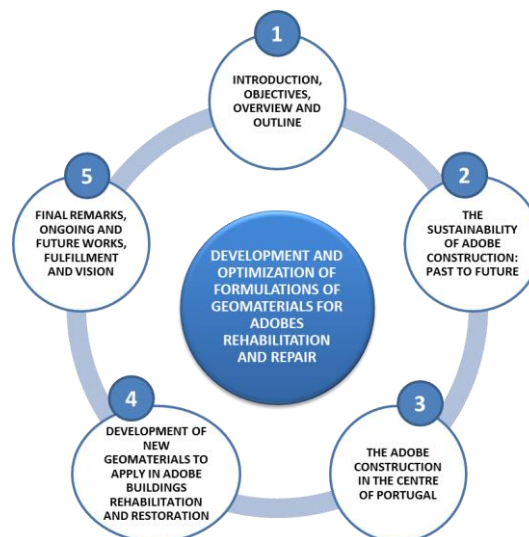 1
INTRODUCTION,
OBJECTIVES,
OVERVIEW AND
OUTLINE
2
THE
SUSTAINABILITY
OF ADOBE
CONSTRUCTION:
PAST TO FUTURE
3
THE ADOBE
CONSTRUCTION
IN THE CENTRE
OF PORTUGAL
4
DEVELOPMENT OF
NEW
GEOMATERIALS TO
APPLY IN ADOBE
BUILDINGS
REHABILITATION
AND RESTORATION
5
FINAL REMARKS,
ONGOING AND
FUTURE WORKS,
FULFILLMENT
AND VISION
DEVELOPMENT AND
OPTIMIZATION OF
FORMULATIONS OF
GEOMATERIALS FOR
ADOBES
REHABILITATION
AND REPAIR